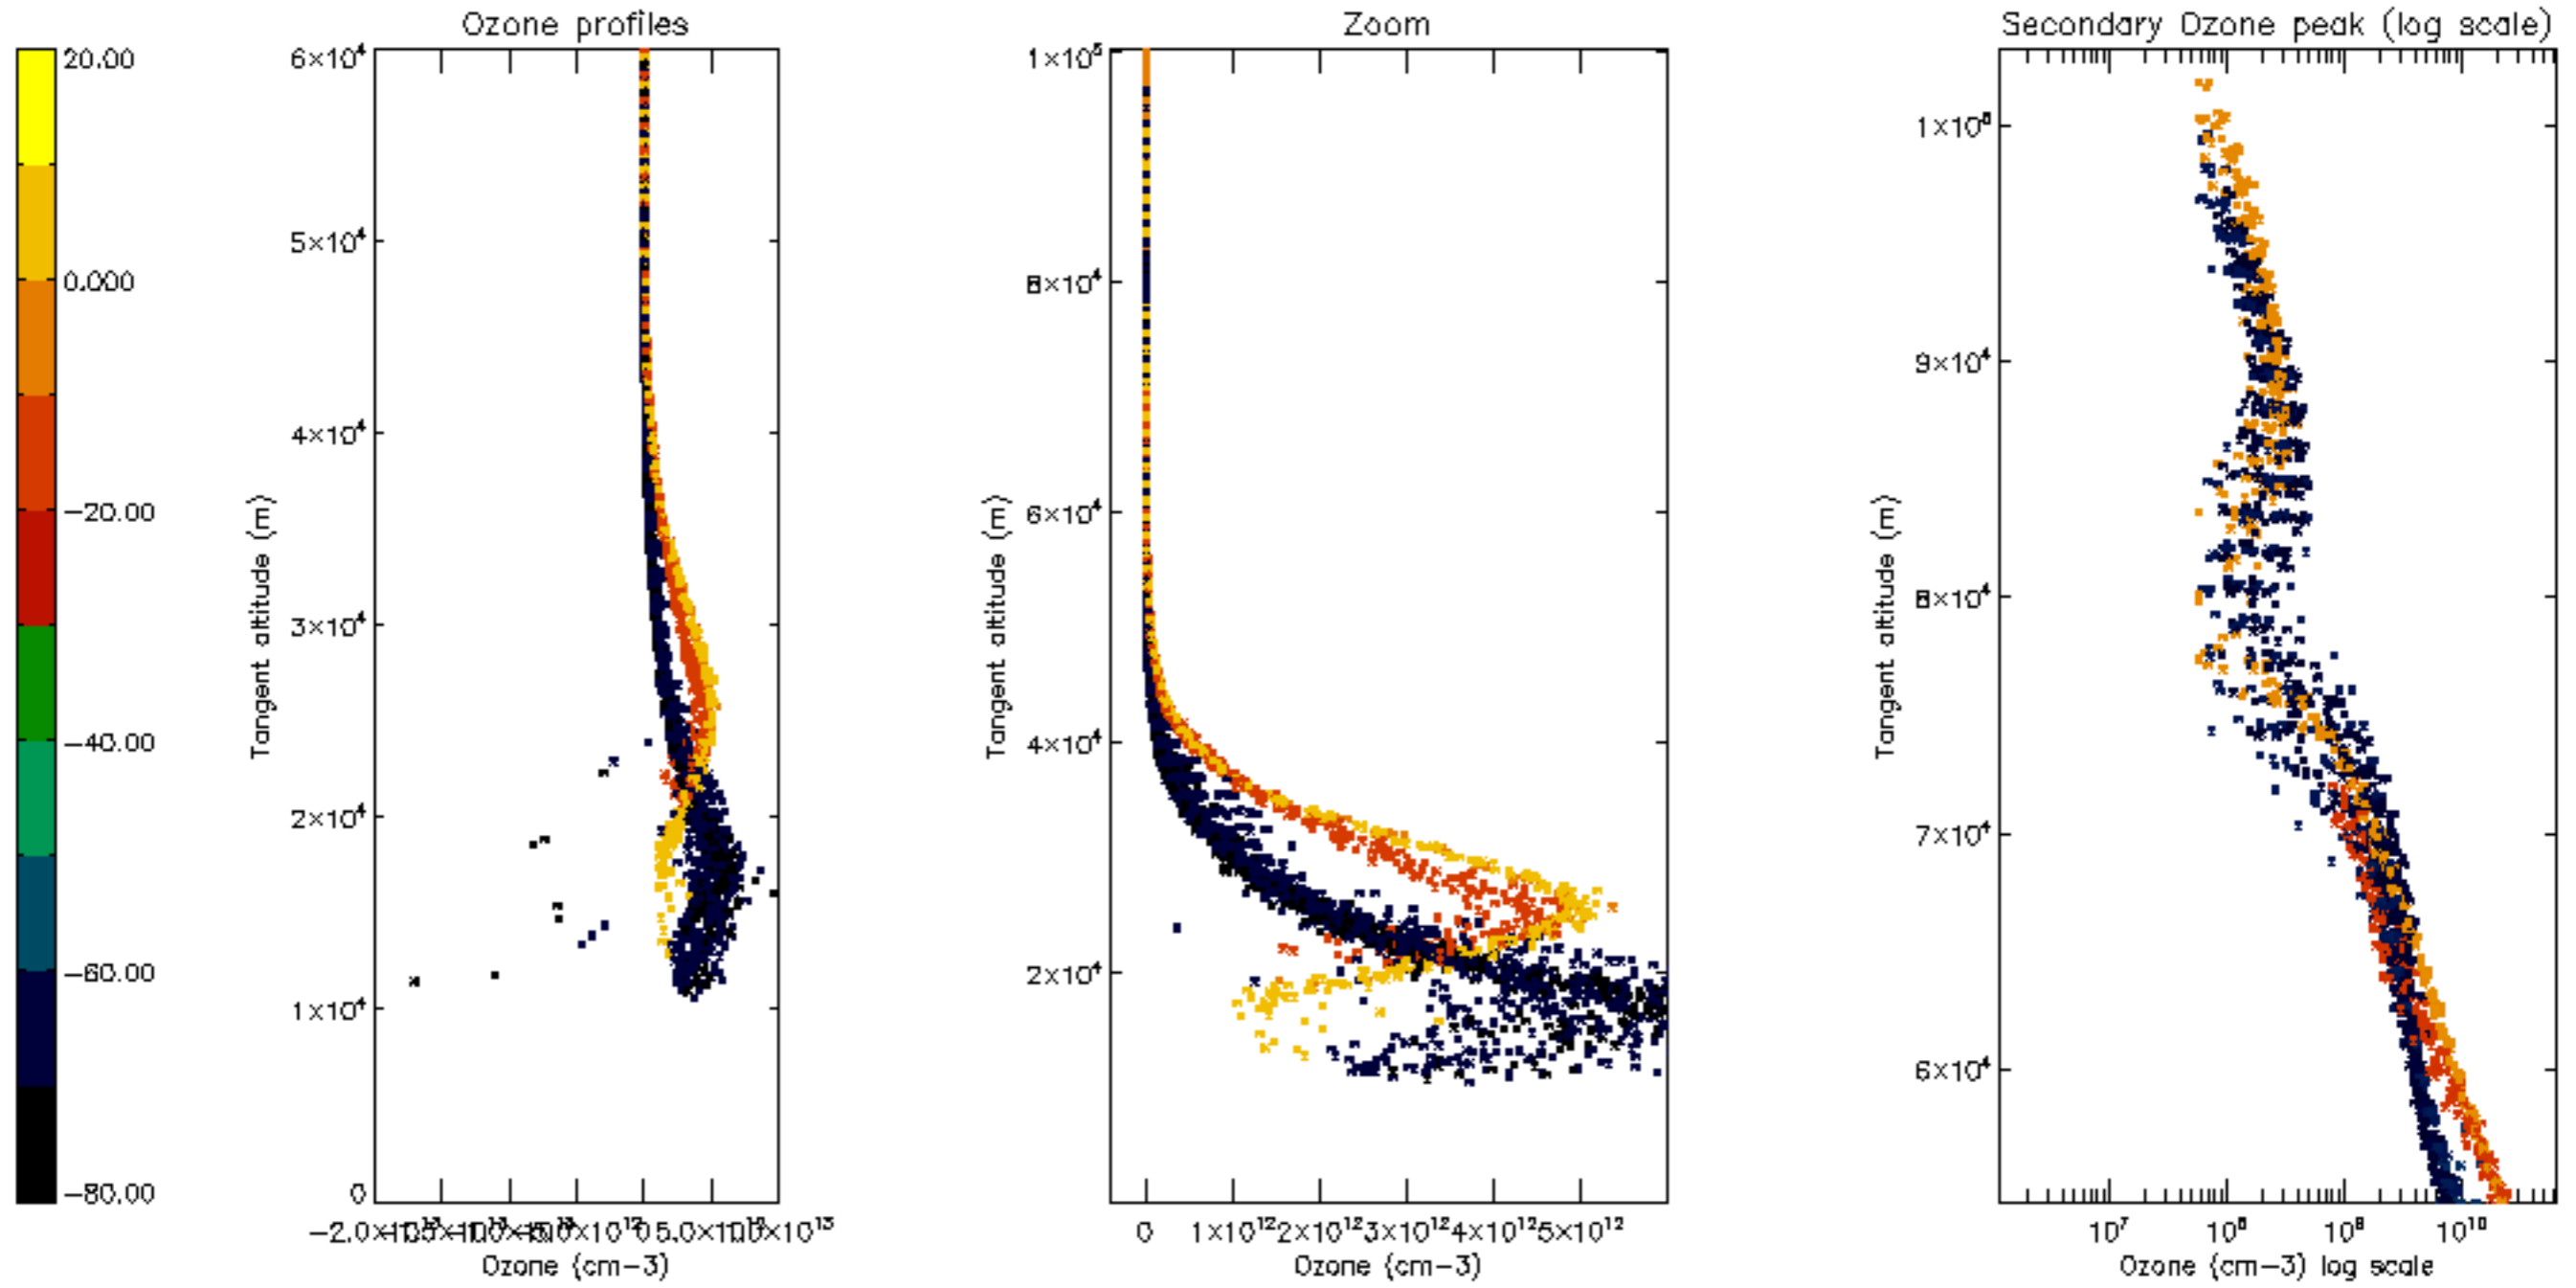 Ozone profiles
Zoom
Secondary Ozone peak (log scale)
20.00
0.000
−20.00
−40.00
−60.00
−80.00
6×10⁴
5×10⁴
4×10⁴
3×10⁴
2×10⁴
1×10⁴
0
Tangent altitude (m)
Ozone (cm−3)
1×10⁵
8×10⁴
6×10⁴
4×10⁴
2×10⁴
Tangent altitude (m)
0 1×10¹² 2×10¹² 3×10¹² 4×10¹² 5×10¹²
Ozone (cm−3)
1×10⁵
9×10⁴
8×10⁴
7×10⁴
6×10⁴
Tangent altitude (m)
10⁷ 10⁸ 10⁹ 10¹⁰
Ozone (cm−3) log scale